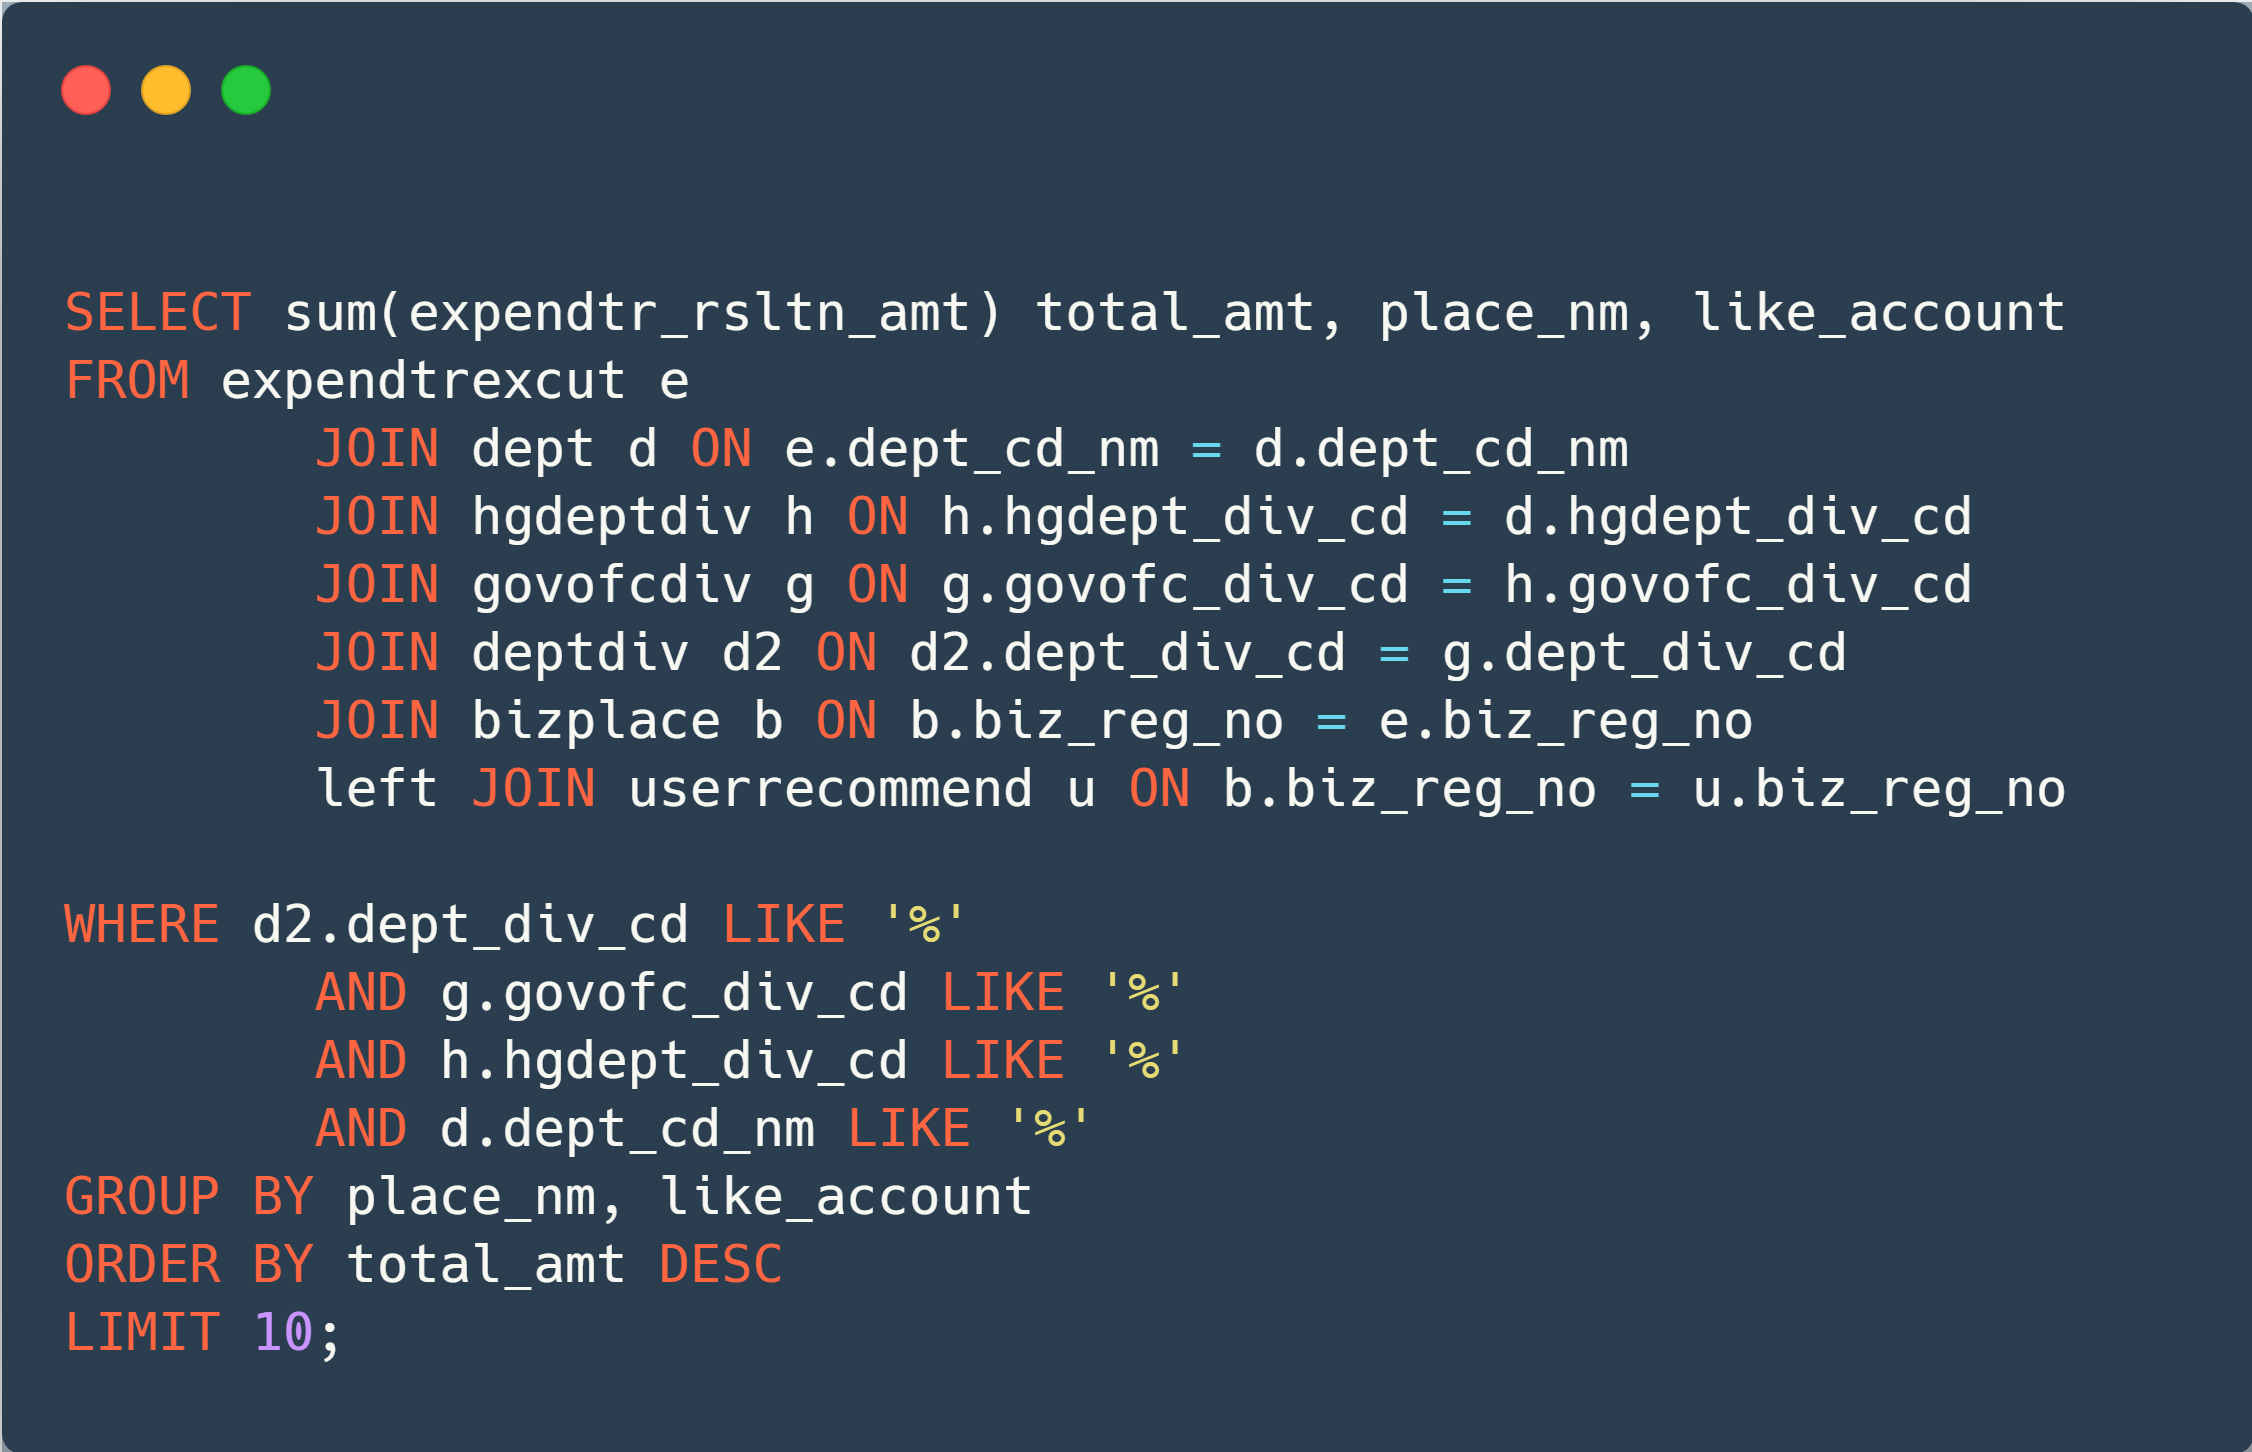 SELECT sum(expendtr_rsltn_amt) total_amt, place_nm, like_account
FROM expendtrexcut e
        JOIN dept d ON e.dept_cd_nm = d.dept_cd_nm
        JOIN hgdeptdiv h ON h.hgdept_div_cd = d.hgdept_div_cd
        JOIN govofcdiv g ON g.govofc_div_cd = h.govofc_div_cd
        JOIN deptdiv d2 ON d2.dept_div_cd = g.dept_div_cd
        JOIN bizplace b ON b.biz_reg_no = e.biz_reg_no
        left JOIN userrecommend u ON b.biz_reg_no = u.biz_reg_no

WHERE d2.dept_div_cd LIKE '%'
        AND g.govofc_div_cd LIKE '%'
        AND h.hgdept_div_cd LIKE '%'
        AND d.dept_cd_nm LIKE '%'
GROUP BY place_nm, like_account
ORDER BY total_amt DESC
LIMIT 10;